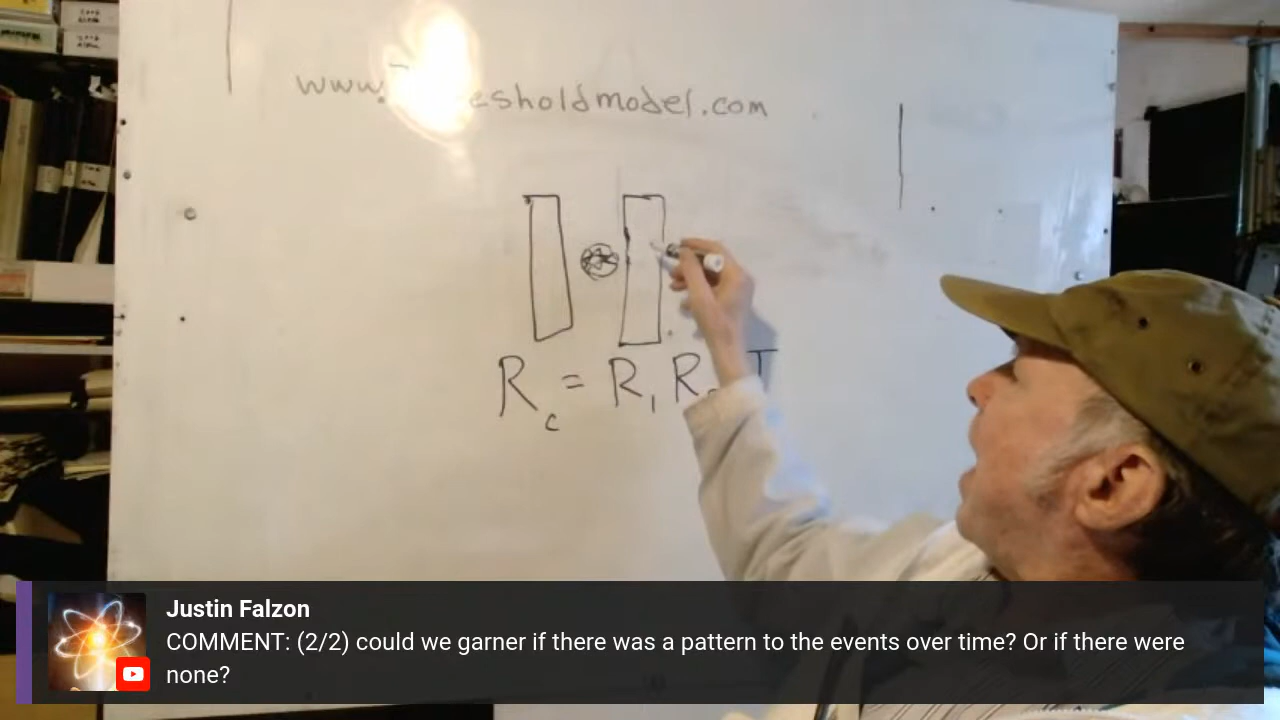 www. esholdmodel.com
R c = R 1 R
Justin Falzon
COMMENT: (2/2) could we garner if there was a pattern to the events over time? Or if there were
none?